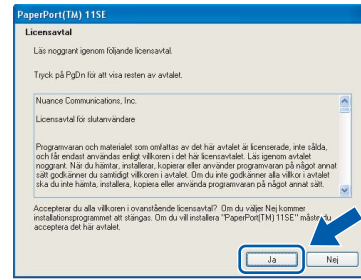 PaperPort(TM) 11SE
Licensavtal
Läs noggrant igenom följande licensavtal.
Tryck på PgDn för att visa resten av avtalet.
Nuance Communications, Inc.
Licensavtal för slutanvändare
Programvaran och materialet som omfattas av det här avtalet är licenserade, inte sålda,
och får endast användas enligt villkoren i det här licensavtalet. Läs igenom avtalet
noggrant. När du hämtar, installerar, kopierar eller använder programvaran på något annat
sätt godkänner du samtidigt villkoren i avtalet. Om du inte godkänner alla villkor i avtalet
ska du inte hämta, installera, kopiera eller använda programvaran på något annat sätt.
Accepterar du alla villkoren i ovanstående licensavtal? Om du väljer Nej kommer
installationsprogrammet att stängas. Om du vill installera "PaperPort(TM) 11SE" måste du
acceptera det här avtalet.
Ja
Nej